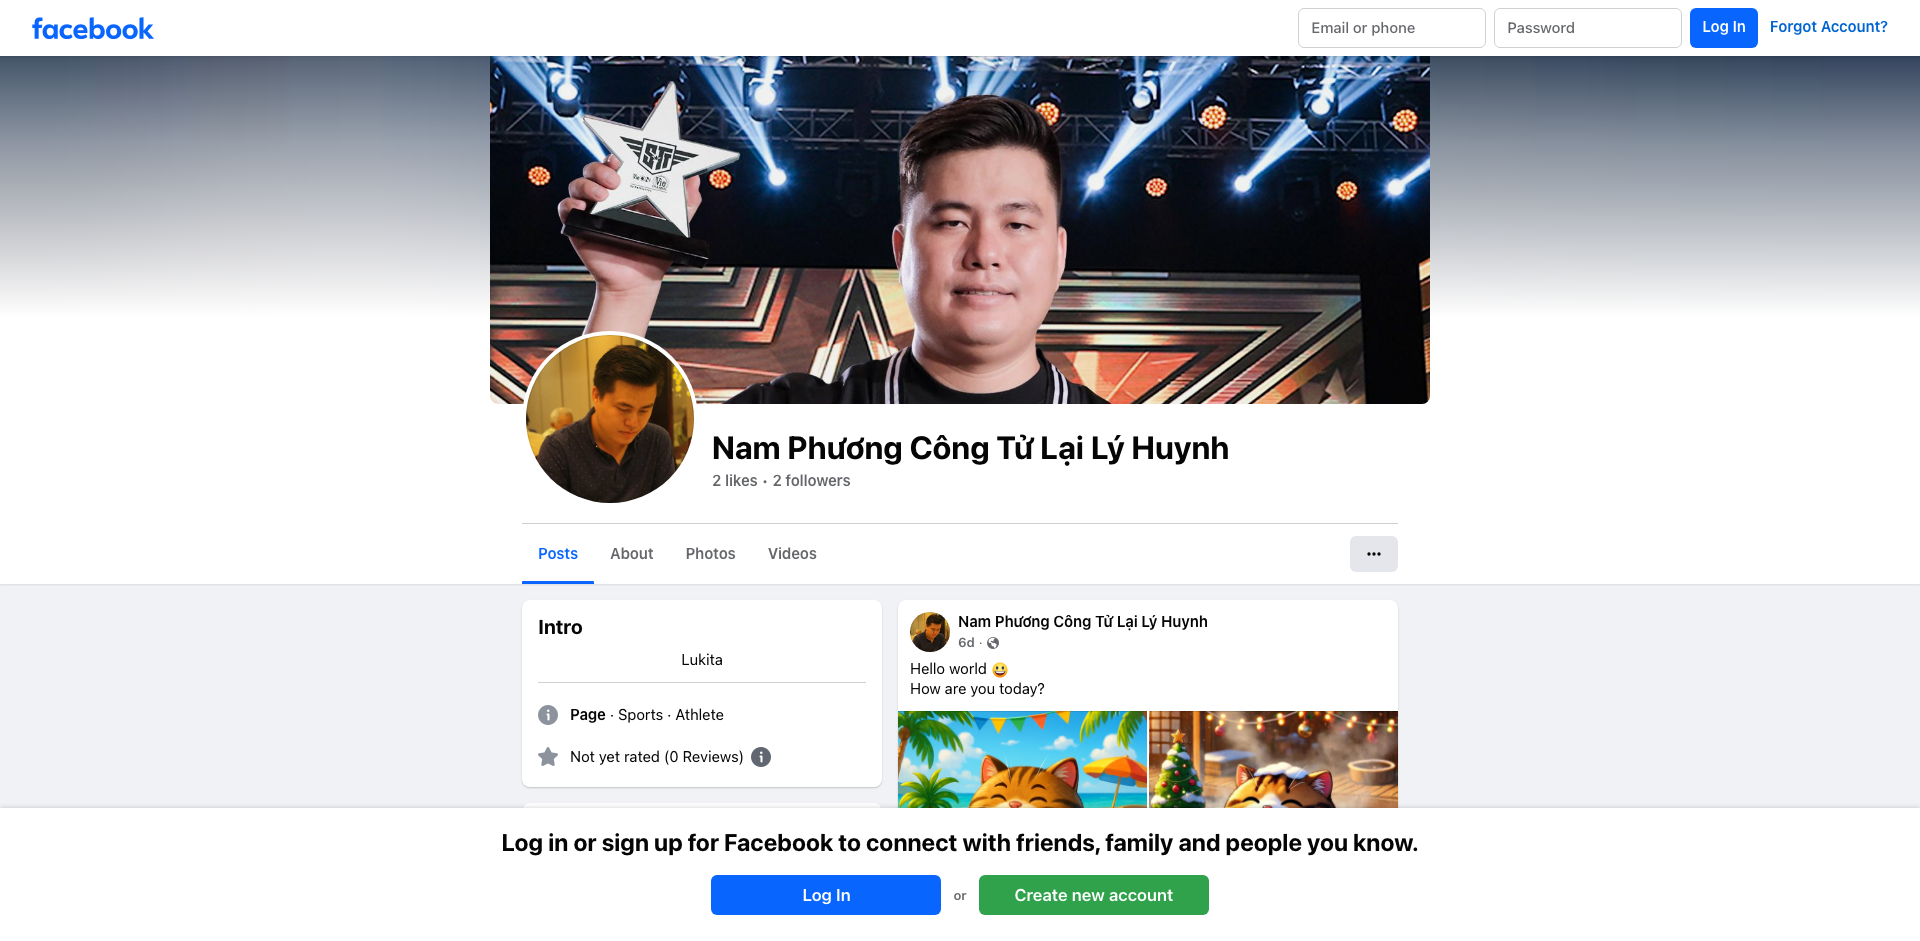 facebook
Email or phone
Password
Log In
Forgot Account?
STR
Nam Phương Công Tử Lại Lý Huynh
2 likes • 2 followers
Posts
About
Photos
Videos
Intro
Lukita
Page · Sports · Athlete
Not yet rated (0 Reviews)
Nam Phương Công Tử Lại Lý Huynh
6d ·
Hello world 😀
How are you today?
Log in or sign up for Facebook to connect with friends, family and people you know.
Log In
or
Create new account